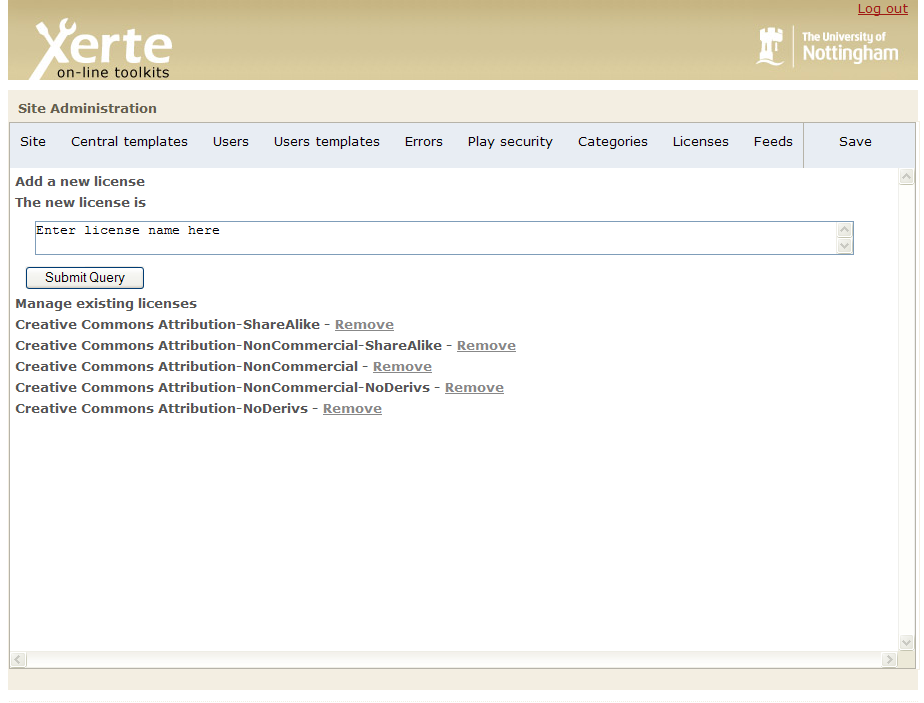 Log out
Xerte
on-line toolkits
The University of
Nottingham
Site Administration
Site Central templates Users Users templates Errors Play security Categories Licenses Feeds Save
Add a new license
The new license is
Enter license name here
Submit Query
Manage existing licenses
Creative Commons Attribution-ShareAlike - Remove
Creative Commons Attribution-NonCommercial-ShareAlike - Remove
Creative Commons Attribution-NonCommercial - Remove
Creative Commons Attribution-NonCommercial-NoDerivs - Remove
Creative Commons Attribution-NoDerivs - Remove